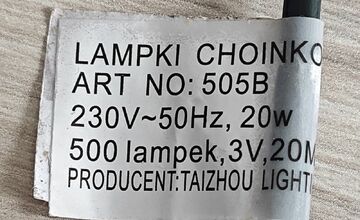 LAMPKI CHOINKO
ART NO: 505B
230V~50Hz, 20w
500 lampek,3V,20M
PRODUCENT:TAIZHOU LIGHT